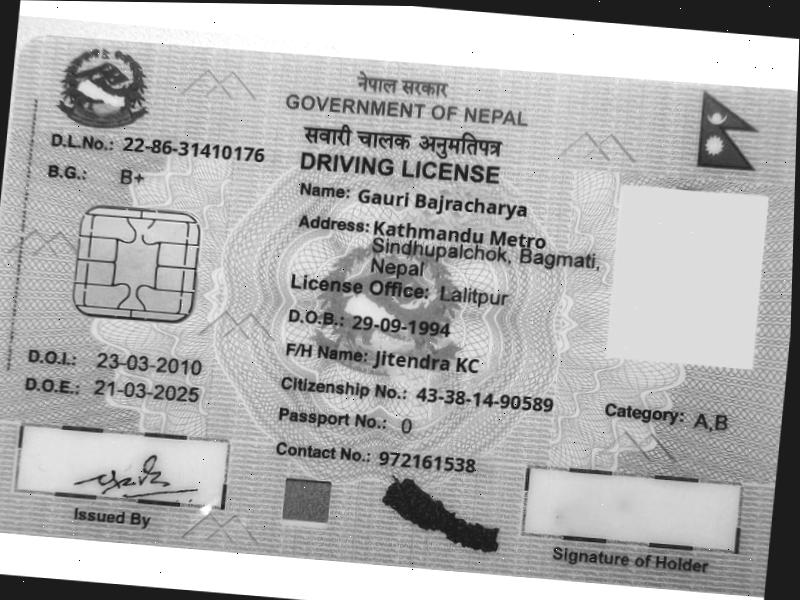 नेपाल सरकार
GOVERNMENT OF NEPAL
सवारी चालक अनुमतिपत्र
DRIVING LICENSE
D.L.No.: 22-86-31410176
B.G.: B+
Name: Gauri Bajracharya
Address: Kathmandu Metro
Sindhupalchok, Bagmati,
Nepal
License Office: Lalitpur
D.O.B.: 29-09-1994
F/H Name: Jitendra KC
D.O.I.: 23-03-2010
D.O.E.: 21-03-2025
Citizenship No.: 43-38-14-90589
Category: A,B
Passport No.: 0
Contact No.: 972161538
Issued By
Signature of Holder